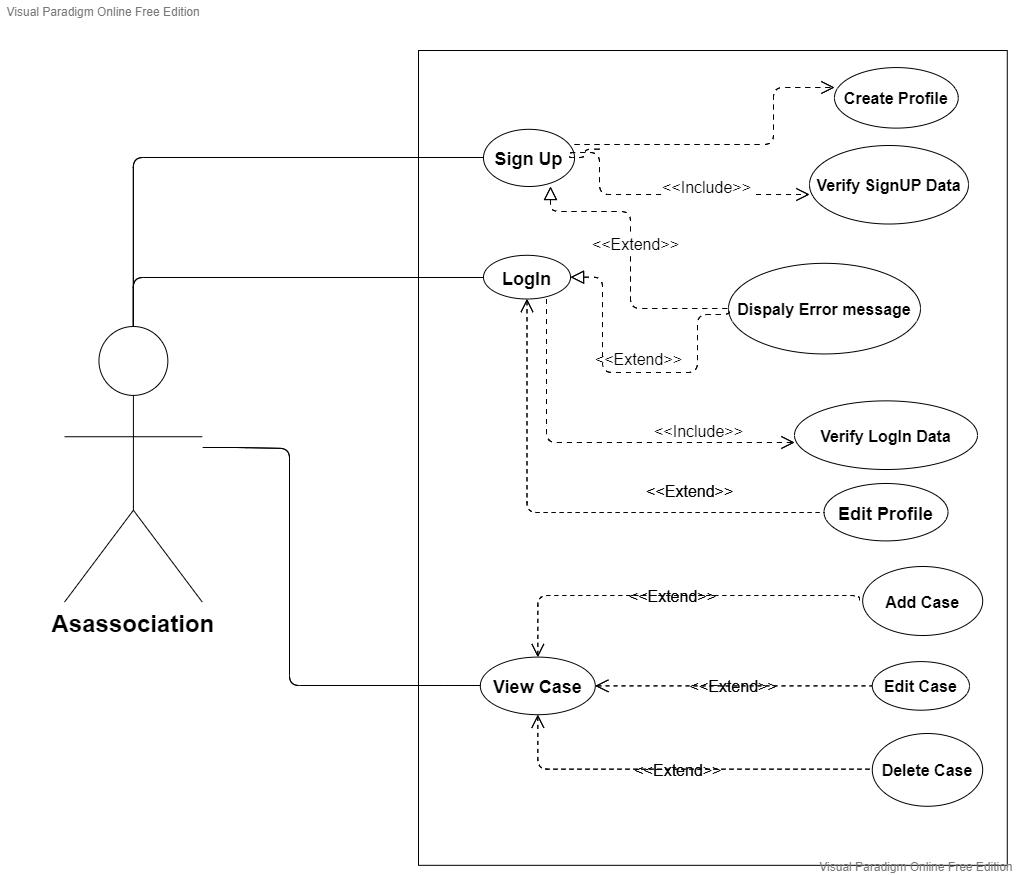 Visual Paradigm Online Free Edition
Create Profile
Sign Up
<<Include>>
Verify SignUP Data
<<Extend>>
LogIn
Dispaly Error message
<<Extend>>
<<Include>>
Verify LogIn Data
<<Extend>>
Edit Profile
<<Extend>>
Add Case
Asassociation
View Case
<<Extend>>
Edit Case
<<Extend>>
Delete Case
Visual Paradigm Online Free Edition